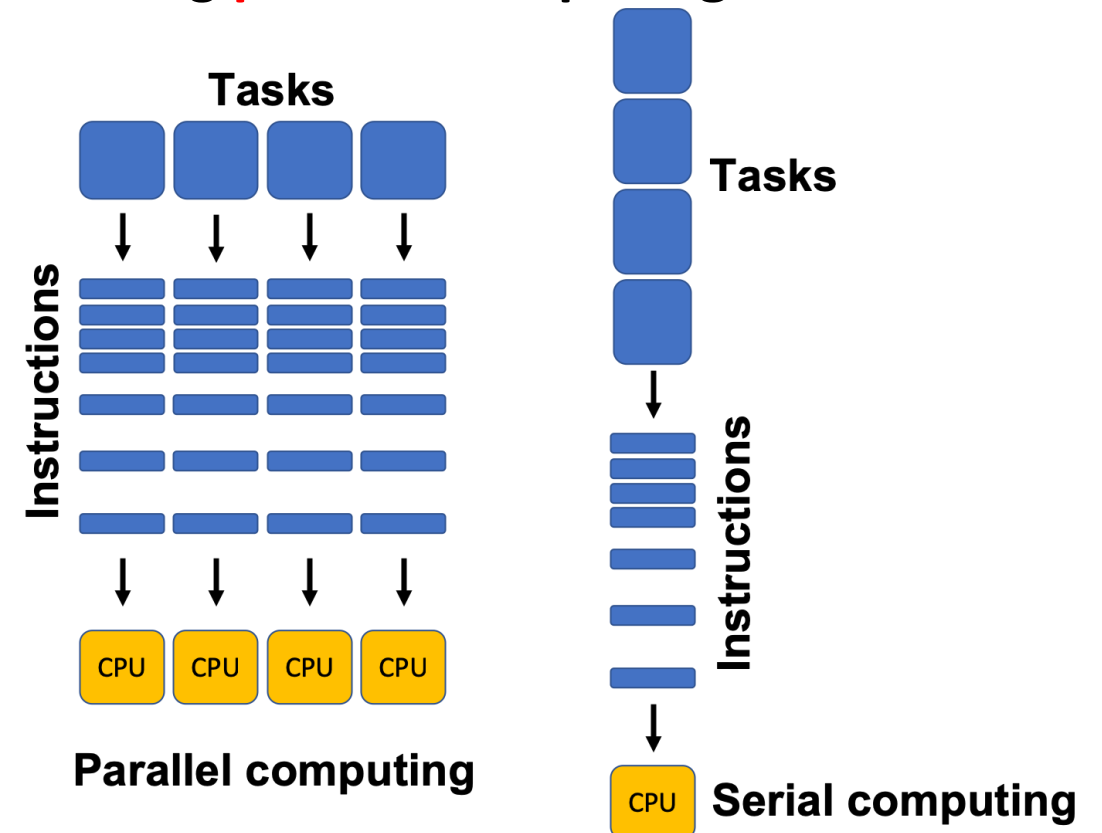 Tasks
Instructions
CPU CPU CPU CPU
Parallel computing
Tasks
Instructions
CPU
Serial computing